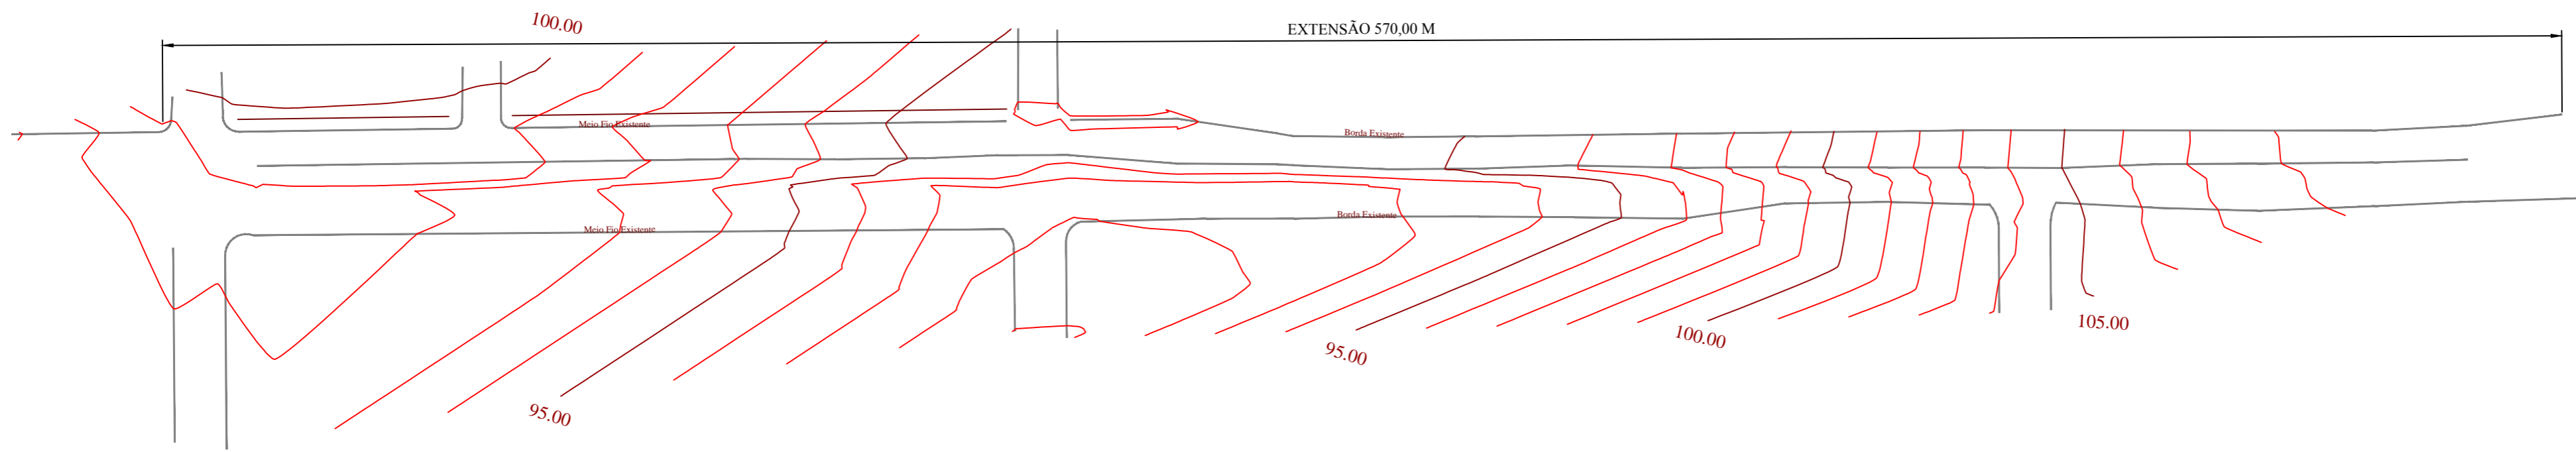 100.00
EXTENSÃO 570,00 M
Meio Fio Existente
Borda Existente
Meio Fio Existente
Borda Existente
105.00
100.00
95.00
95.00